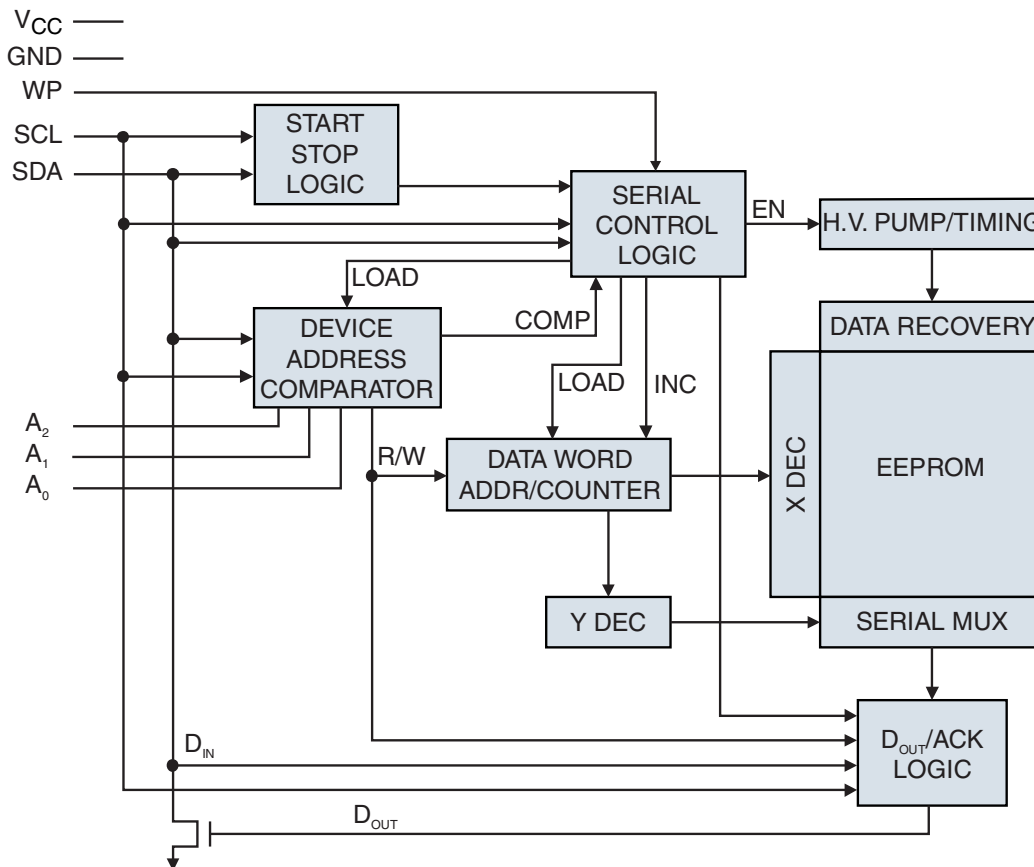 VCC
GND
WP
SCL
SDA
START
STOP
LOGIC
SERIAL
CONTROL
LOGIC
EN
H.V. PUMP/TIMING
LOAD
COMP
DEVICE
ADDRESS
COMPARATOR
DATA RECOVERY
LOAD
INC
A2
A1
A0
R/W
DATA WORD
ADDR/COUNTER
X DEC
EEPROM
Y DEC
SERIAL MUX
DIN
DOUT/ACK
LOGIC
DOUT